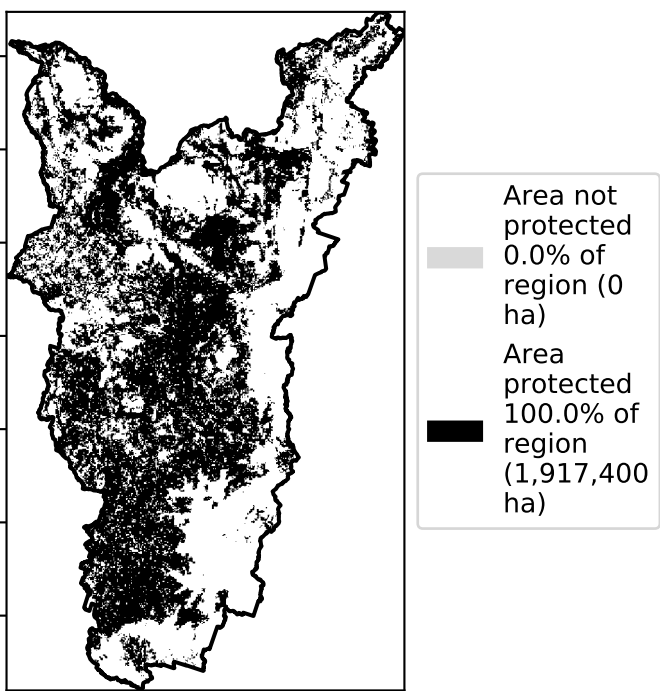 Area not
protected
0.0% of
region (0
ha)
Area
protected
100.0% of
region
(1,917,400
ha)